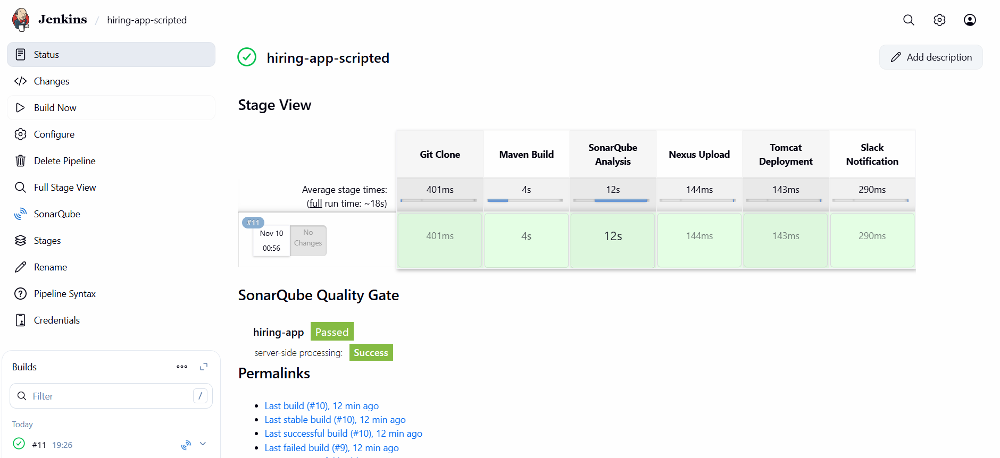 Jenkins / hiring-app-scripted
Status
Changes
Build Now
Configure
Delete Pipeline
Full Stage View
SonarQube
Stages
Rename
Pipeline Syntax
Credentials
Builds
Filter /
Today
#11 19:26
hiring-app-scripted
Add description
Stage View
Git Clone
Maven Build
SonarQube
Analysis
Nexus Upload
Tomcat
Deployment
Slack
Notification
Average stage times:
(full run time: ~18s)
401ms 4s 12s 144ms 143ms 290ms
#11
Nov 10
00:56
No
Changes
401ms 4s 12s 144ms 143ms 290ms
SonarQube Quality Gate
hiring-app Passed
server-side processing: Success
Permalinks
Last build (#10), 12 min ago
Last stable build (#10), 12 min ago
Last successful build (#10), 12 min ago
Last failed build (#9), 12 min ago